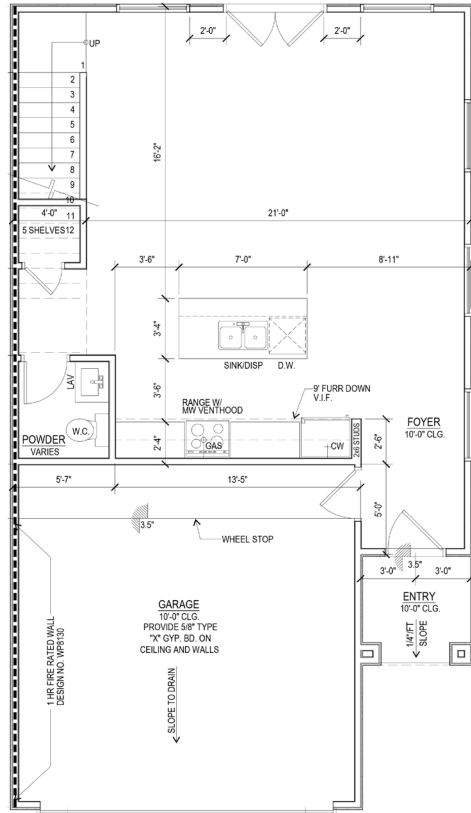 2'-0"
2'-0"
UP
1
2
3
4
5
6
7
8
9
10
11
12
16'-2"
4'-0"
21'-0"
5 SHELVES
3'-6"
7'-0"
8'-11"
3'-4"
SINK/DISP
D.W.
3'-6"
LAV
RANGE W/
MW VENTHOOD
9' FURR DOWN
V.I.F.
W.C.
GAS
CW
2x6 STUDS
FOYER
10'-0" CLG.
2'-6"
POWDER
VARIES
2'-4"
5'-7"
13'-5"
5'-0"
3.5"
WHEEL STOP
3.5"
3'-0"
3'-0"
ENTRY
10'-0" CLG.
1/4"/FT
SLOPE
GARAGE
10'-0" CLG.
PROVIDE 5/8" TYPE
"X" GYP. BD. ON
CEILING AND WALLS
SLOPE TO DRAIN
1 HR FIRE RATED WALL
DESIGN NO. WP8130